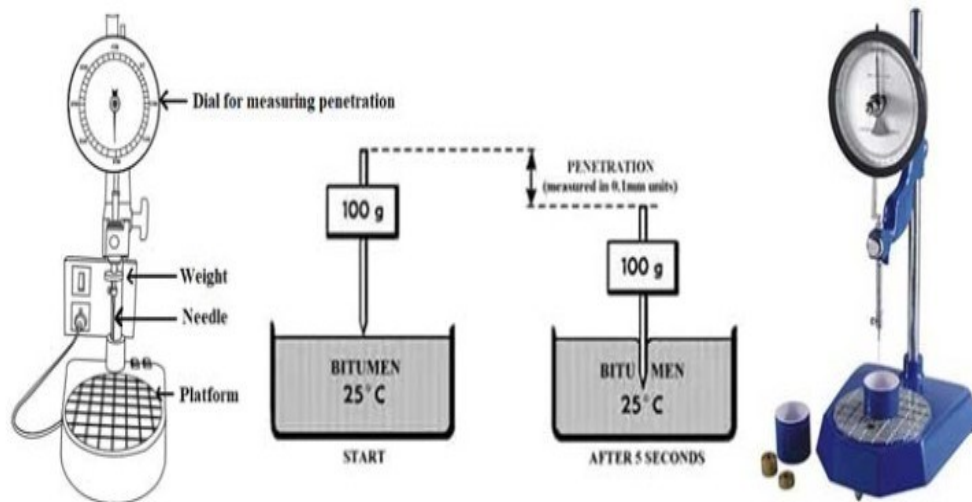 Dial for measuring penetration
Weight
Needle
Platform
100 g
BITUMEN
25°C
START
PENETRATION
(measured in 0.1mm units)
100 g
BITUMEN
25°C
AFTER 5 SECONDS